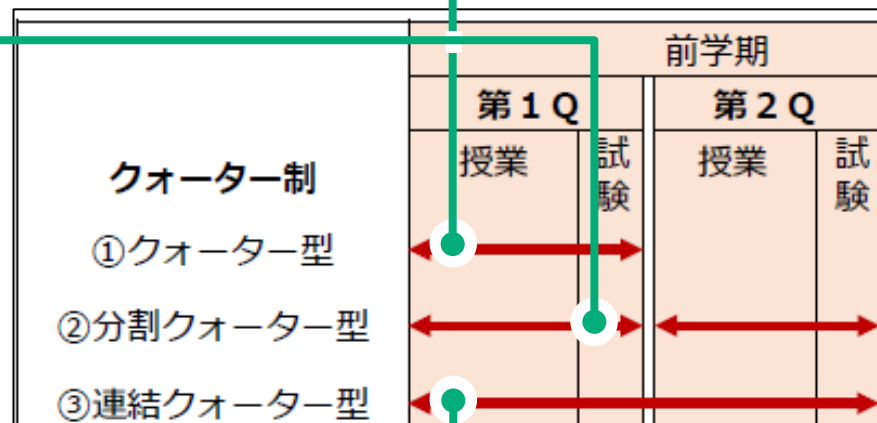 前学期
第1Q 第2Q
クォーター制 授業 試験 授業 試験
①クォーター型
②分割クォーター型
③連結クォーター型